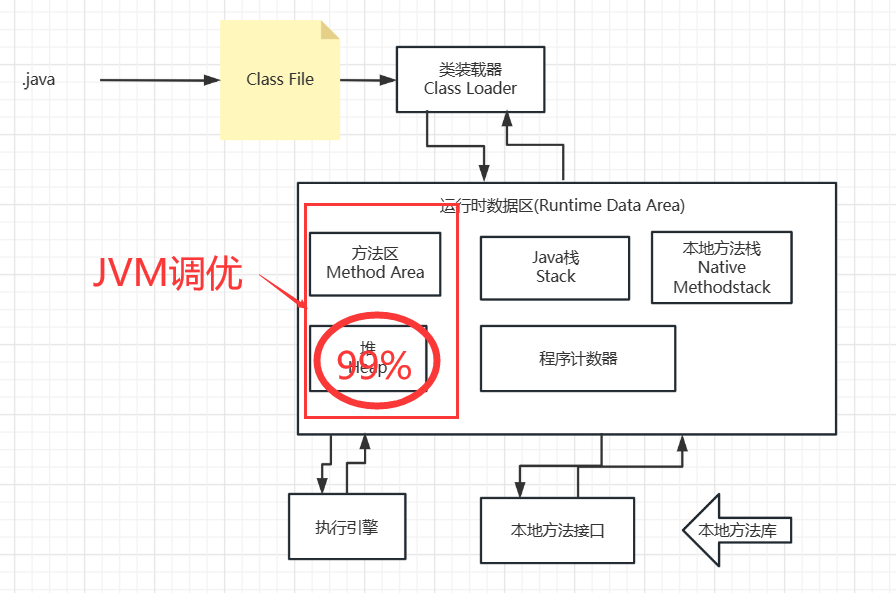 .java
Class File
类装载器
Class Loader
运行时数据区(Runtime Data Area)
方法区
Method Area
Java栈
Stack
本地方法栈
Native
Methodstack
JVM调优
堆
Heap
99%
程序计数器
执行引擎
本地方法接口
本地方法库